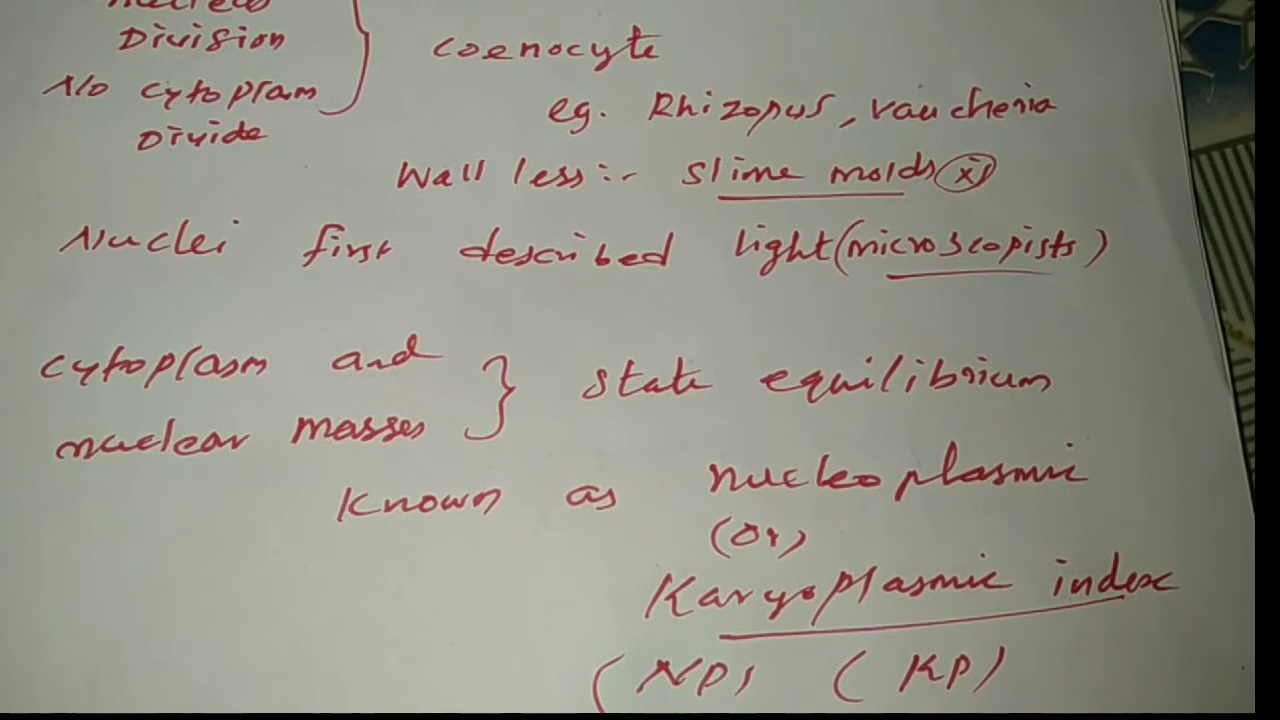 Nucleus
Division
N/o cytoplasm
Divide
Coenocyte
eg. Rhizopus, Vaucheria
Wall less:- Slime molds
Nuclei first described light (microscopists)
Cytoplasm and
nuclear masses
State equilibrium
Known as nucleoplasmic
(Or)
Karyoplasmic index
(NP) (KP)